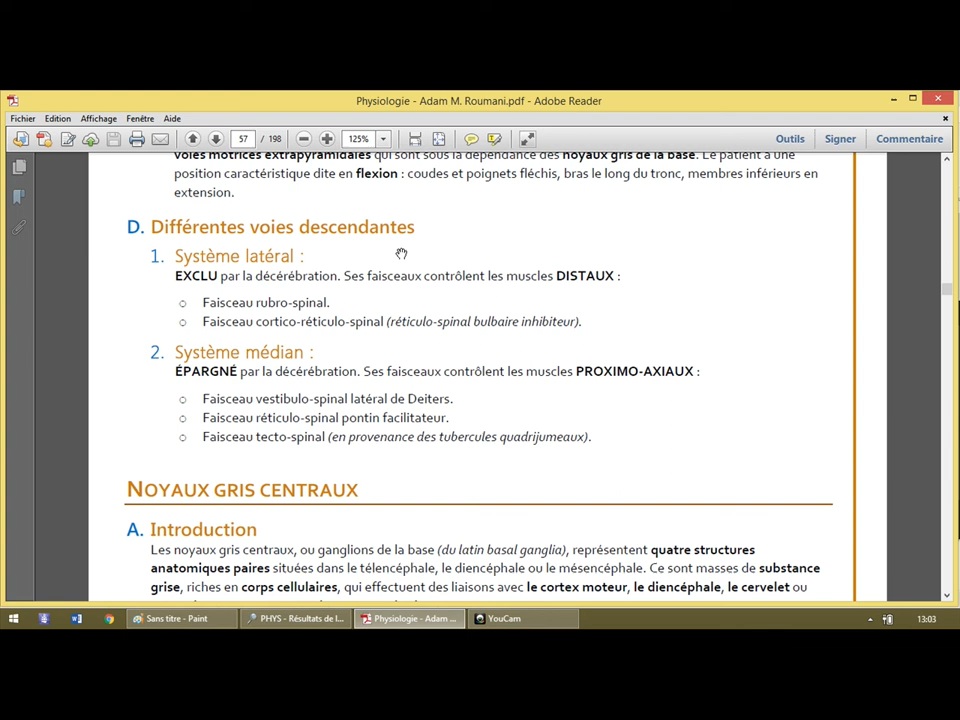 Physiologie - Adam M. Roumani.pdf - Adobe Reader
Fichier Edition Affichage Fenêtre Aide
57 / 198 125% Outils Signer Commentaire
voies motrices extrapyramidales qui sont sous la dépendance des noyaux gris de la base. Le patient a une
position caractéristique dite en flexion : coudes et poignets fléchis, bras le long du tronc, membres inférieurs en
extension.
D. Différentes voies descendantes
1. Système latéral :
EXCLU par la décérébration. Ses faisceaux contrôlent les muscles DISTAUX :
○ Faisceau rubro-spinal.
○ Faisceau cortico-réticulo-spinal (réticulo-spinal bulbaire inhibiteur).
2. Système médian :
ÉPARGNÉ par la décérébration. Ses faisceaux contrôlent les muscles PROXIMO-AXIAUX :
○ Faisceau vestibulo-spinal latéral de Deiters.
○ Faisceau réticulo-spinal pontin facilitateur.
○ Faisceau tecto-spinal (en provenance des tubercules quadrijumeaux).
NOYAUX GRIS CENTRAUX
A. Introduction
Les noyaux gris centraux, ou ganglions de la base (du latin basal ganglia), représentent quatre structures
anatomiques paires situées dans le télencéphale, le diencéphale ou le mésencéphale. Ce sont masses de substance
grise, riches en corps cellulaires, qui effectuent des liaisons avec le cortex moteur, le diencéphale, le cervelet ou
Sans titre - Paint PHYS - Résultats de l... Physiologie - Adam ... YouCam 13:03